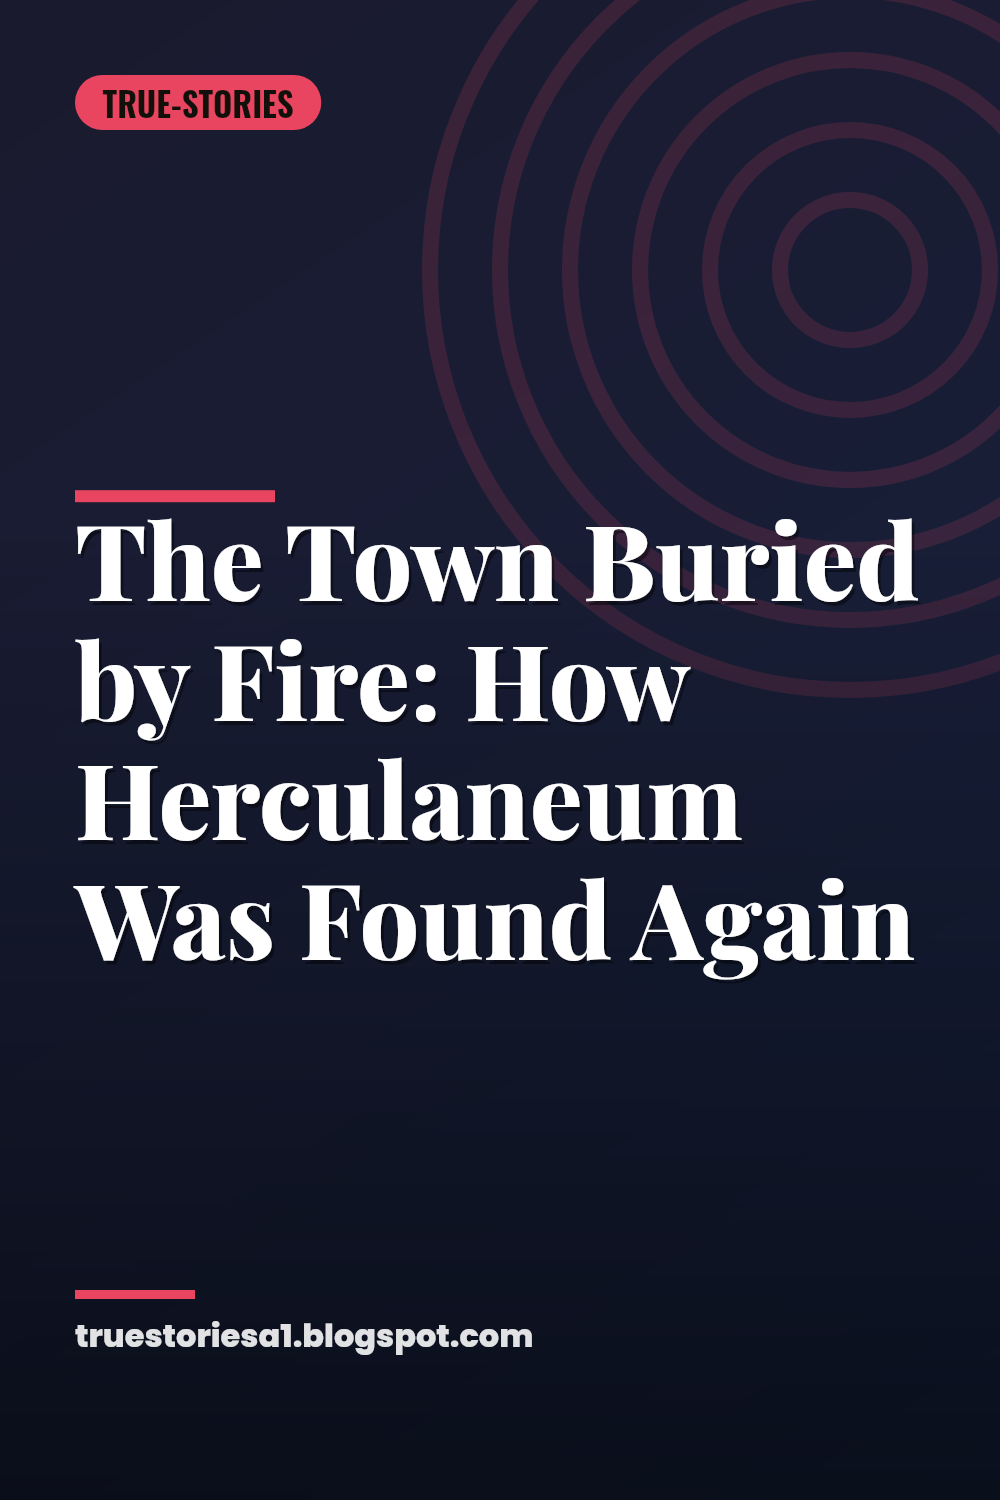 TRUE-STORIES
The Town Buried
by Fire: How
Herculaneum
Was Found Again
truestoriesa1.blogspot.com